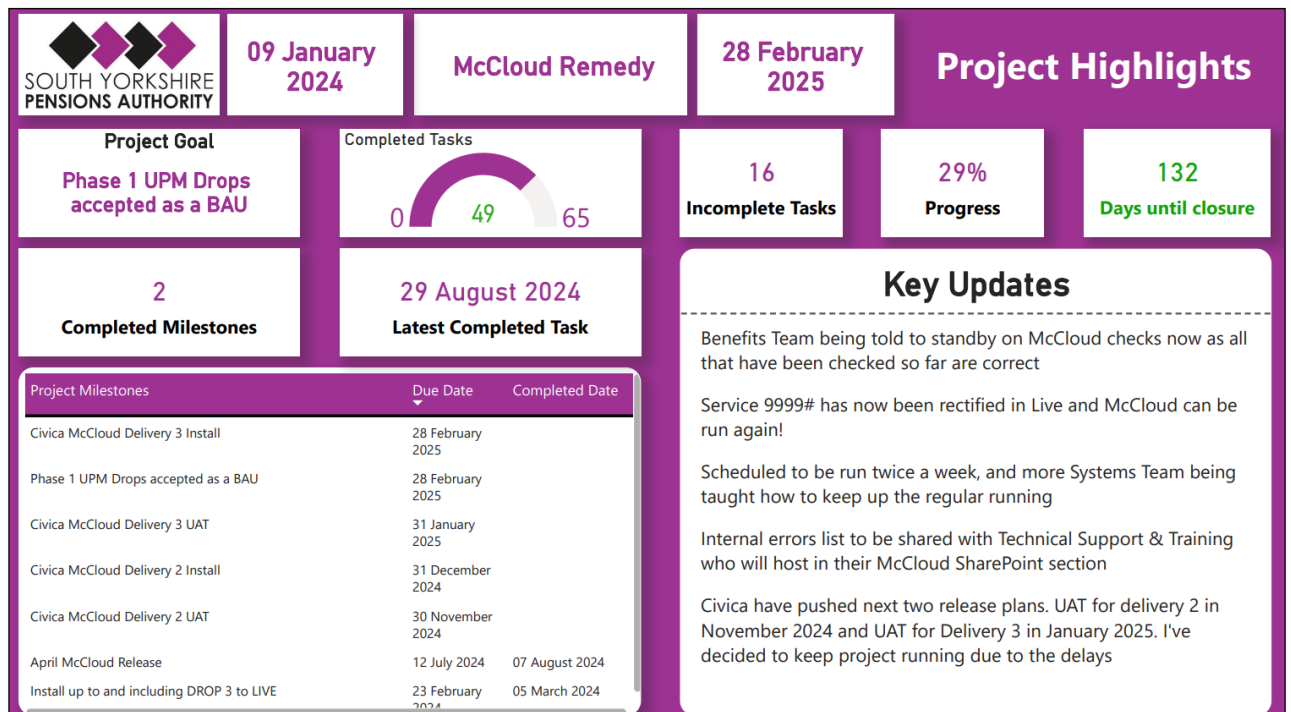 SOUTH YORKSHIRE
PENSIONS AUTHORITY
09 January
2024
McCloud Remedy
28 February
2025
Project Highlights
Project Goal
Phase 1 UPM Drops
accepted as a BAU
Completed Tasks
0
49
65
16
Incomplete Tasks
29%
Progress
132
Days until closure
2
Completed Milestones
29 August 2024
Latest Completed Task
Project Milestones Due Date Completed Date
Civica McCloud Delivery 3 Install 28 February
2025
Phase 1 UPM Drops accepted as a BAU 28 February
2025
Civica McCloud Delivery 3 UAT 31 January
2025
Civica McCloud Delivery 2 Install 31 December
2024
Civica McCloud Delivery 2 UAT 30 November
2024
April McCloud Release 12 July 2024 07 August 2024
Install up to and including DROP 3 to LIVE 23 February 05 March 2024
2024
Key Updates
Benefits Team being told to standby on McCloud checks now as all
that have been checked so far are correct
Service 9999# has now been rectified in Live and McCloud can be
run again!
Scheduled to be run twice a week, and more Systems Team being
taught how to keep up the regular running
Internal errors list to be shared with Technical Support & Training
who will host in their McCloud SharePoint section
Civica have pushed next two release plans. UAT for delivery 2 in
November 2024 and UAT for Delivery 3 in January 2025. I've
decided to keep project running due to the delays